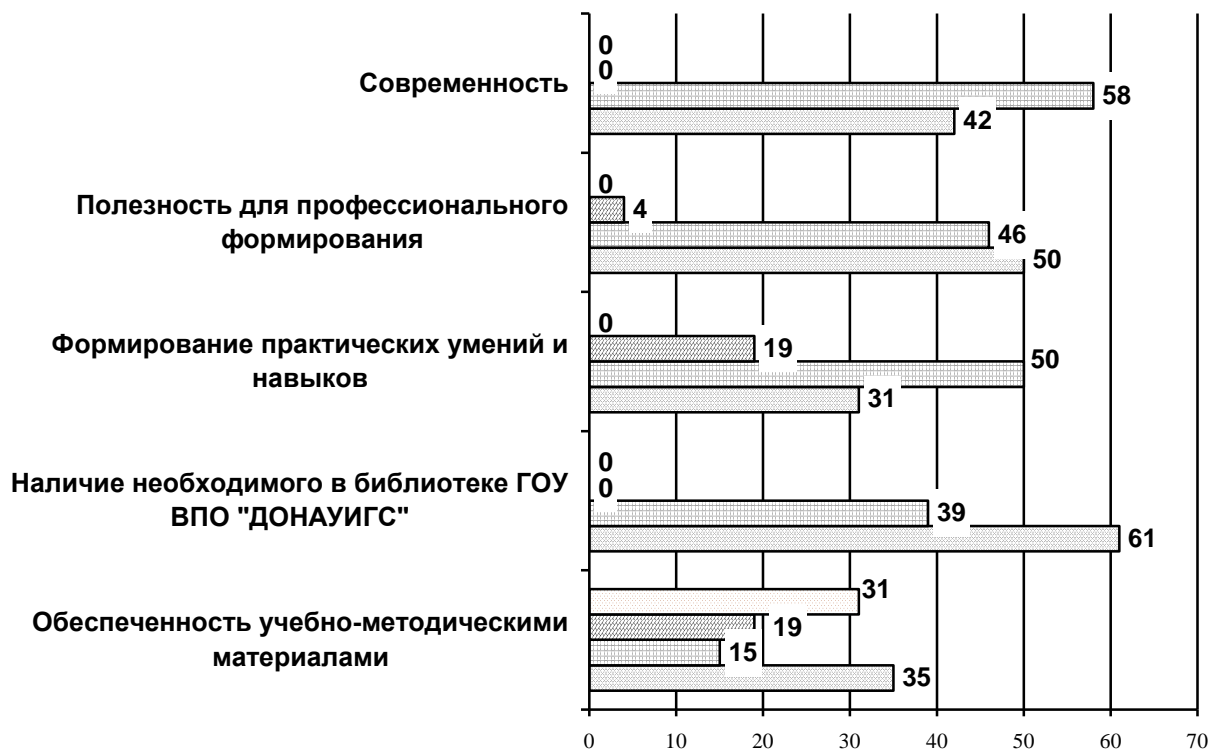 0
0
Современность
58
42
0
Полезность для профессионального
4
формирования
46
50
0
Формирование практических умений и
19
навыков
50
31
0
Наличие необходимого в библиотеке ГОУ
0
ВПО "ДОНАУИГС"
39
61
31
Обеспеченность учебно-методическими
19
материалами
15
35
0 10 20 30 40 50 60 70